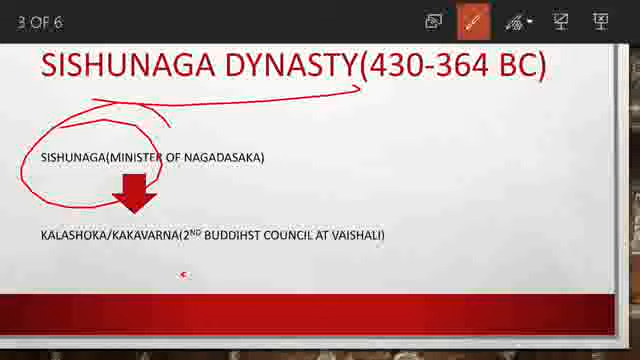 3 OF 6
SISHUNAGA DYNASTY(430-364 BC)
SISHUNAGA(MINISTER OF NAGADASAKA)
KALASHOKA/KAKAVARNA(2ND BUDDIHST COUNCIL AT VAISHALI)